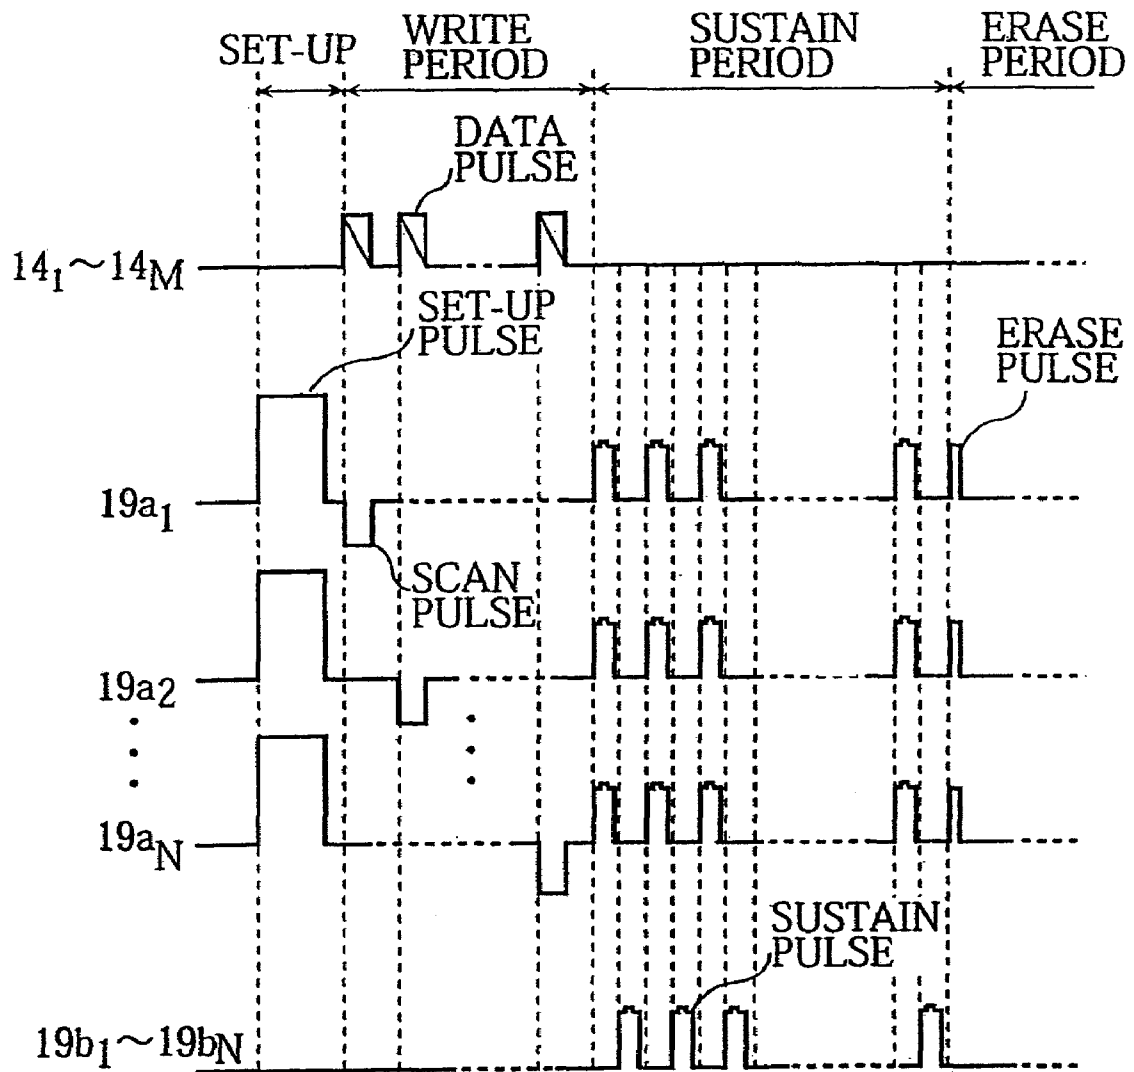 SET-UP
WRITE
PERIOD
SUSTAIN
PERIOD
ERASE
PERIOD
DATA
PULSE
14₁~14M
SET-UP
PULSE
ERASE
PULSE
19a₁
SCAN
PULSE
19a₂
19aN
SUSTAIN
PULSE
19b₁~19bN